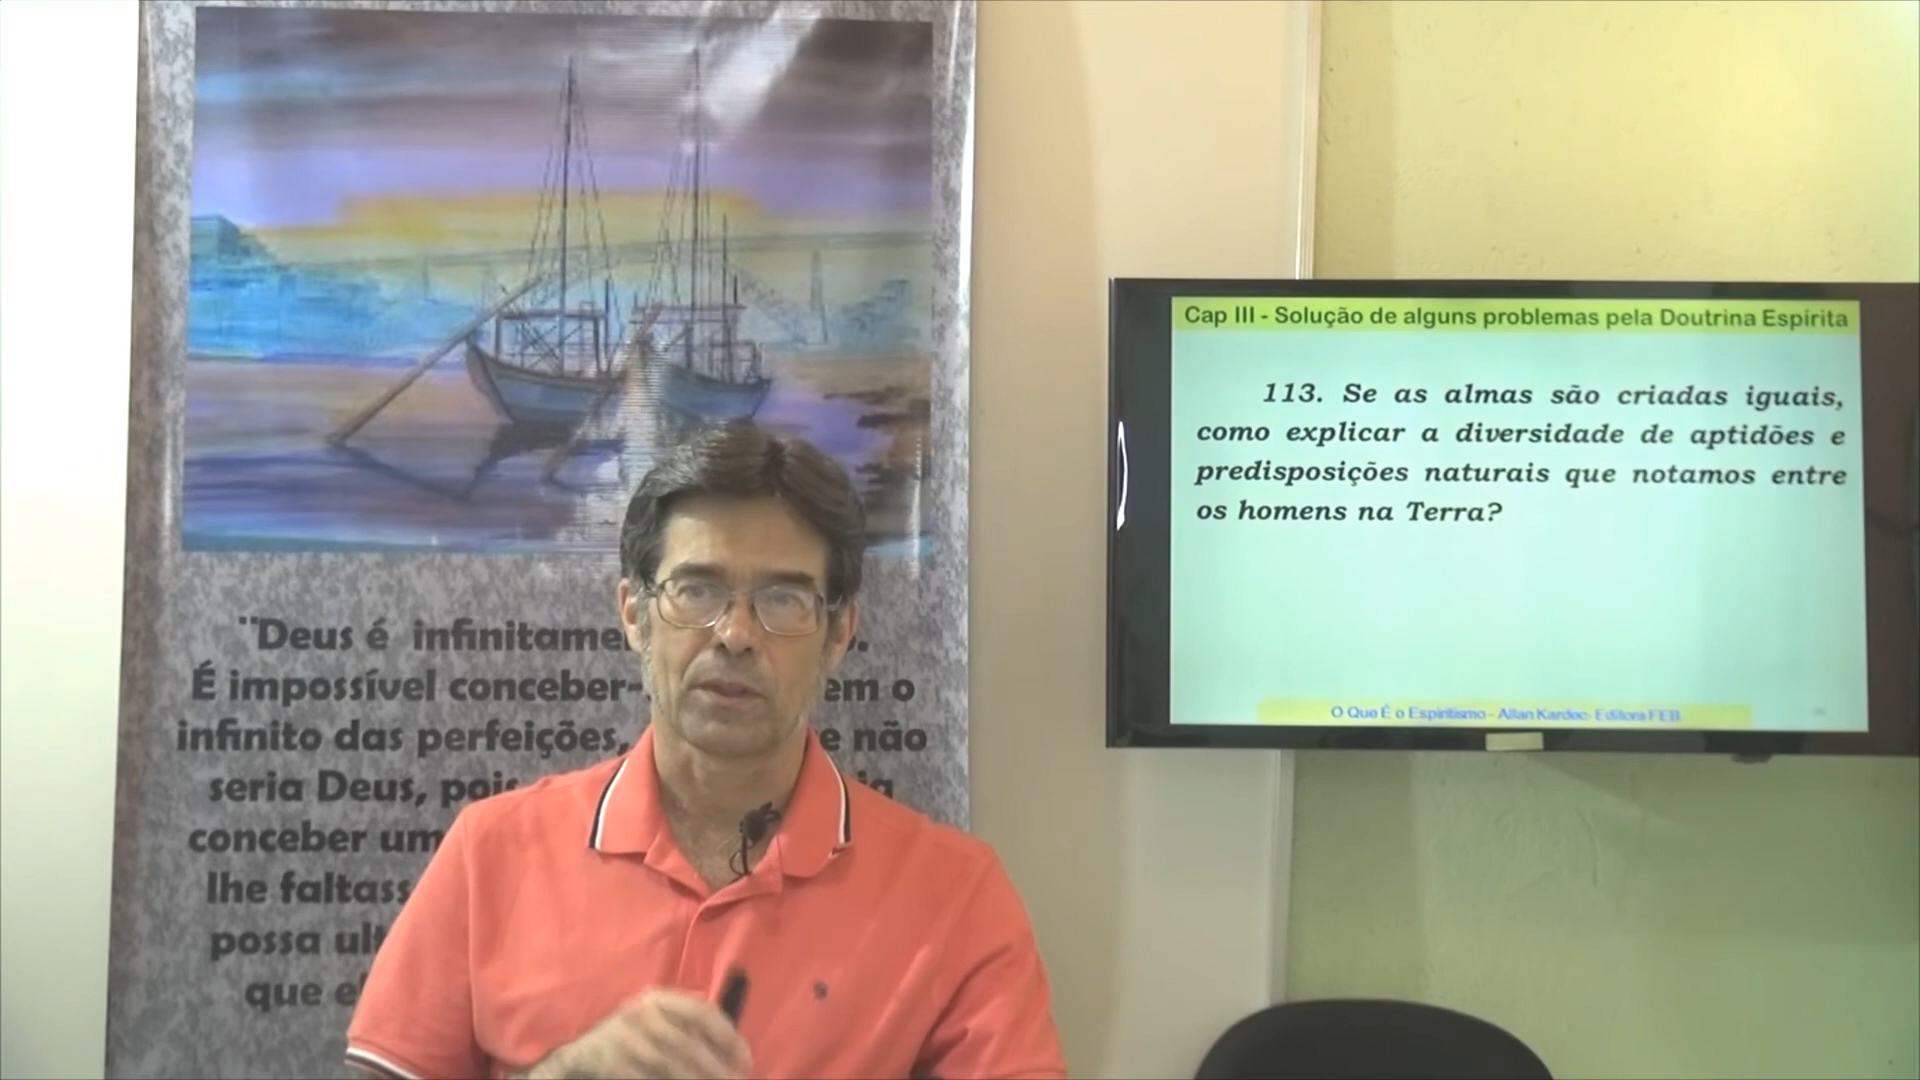 ¨Deus é infinitame
É impossível conceber- em o
infinito das perfeições, e não
seria Deus, pois
conceber um
lhe faltass
possa ult
que el
Cap III - Solução de alguns problemas pela Doutrina Espírita
113. Se as almas são criadas iguais,
como explicar a diversidade de aptidões e
predisposições naturais que notamos entre
os homens na Terra?
O Que É o Espiritismo - Allan Kardec- Editora FEB